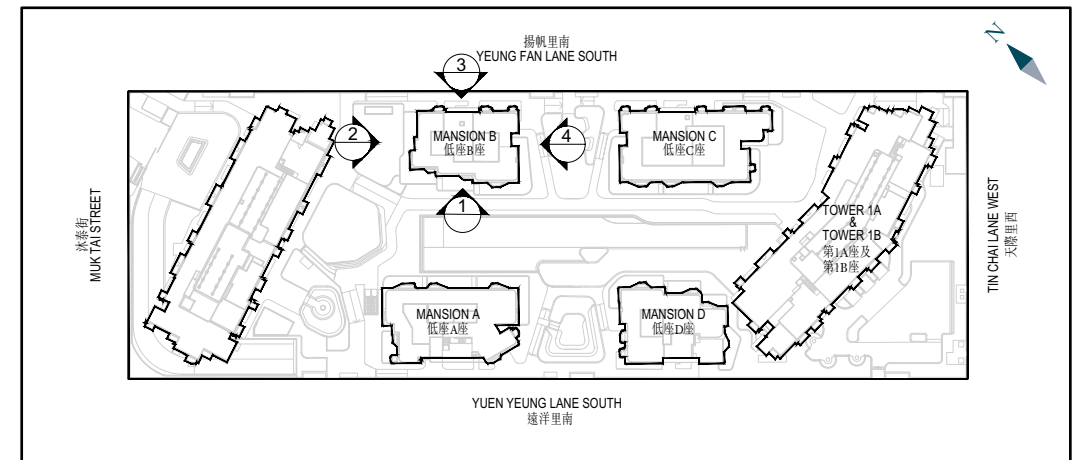 揚帆里南
YEUNG FAN LANE SOUTH
N
3
2
MANSION B
低座B座
4
MANSION C
低座C座
1
沐泰街
MUK TAI STREET
TOWER 1A
&
TOWER 1B
第1A座及
第1B座
TIN CHAI LANE WEST
天際里西
MANSION A
低座A座
MANSION D
低座D座
YUEN YEUNG LANE SOUTH
遠洋里南